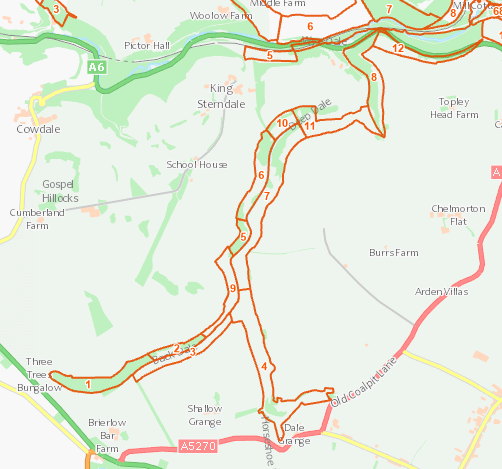 3
Middle Farm
7
8
Mill Cott
68
Woolow Farm
6
Pictor Hall
5
12
A6
8
King
Sterndale
Topley
Head Farm
Cowdale
10
Deep Dale
11
School House
6
7
Gospel
Hillocks
Cumberland
Farm
Chelmorton
Flat
5
Burrs Farm
9
Arden Villas
Three
Tree
Bungalow
2
3
1
4
Old Coalpit Lane
Shallow
Grange
Brierlow
Bar
Farm
Dale
Grange
A5270
Horseshoe